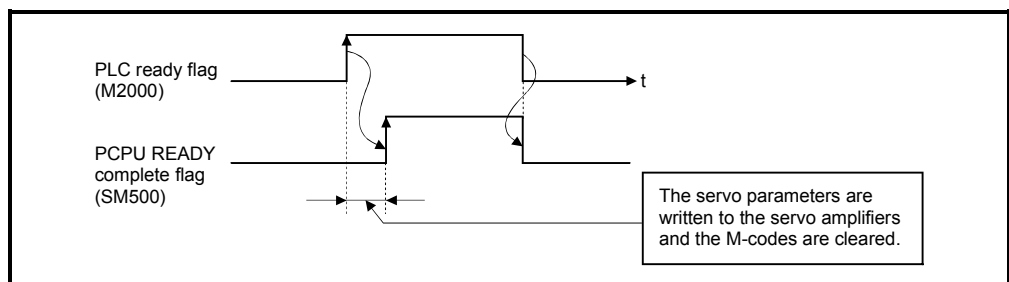 PLC ready flag
(M2000)
t
PCPU READY
complete flag
(SM500)
The servo parameters are
written to the servo amplifiers
and the M-codes are cleared.